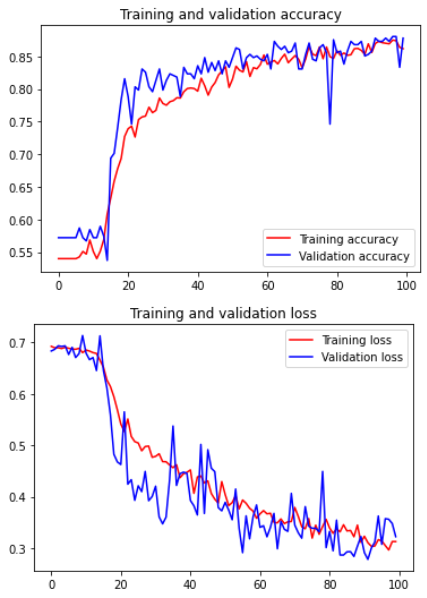 Training and validation accuracy
0.85
0.80
0.75
0.70
0.65
0.60
0.55
Training accuracy
Validation accuracy
0 20 40 60 80 100
Training and validation loss
0.7
Training loss
Validation loss
0.6
0.5
0.4
0.3
0 20 40 60 80 100